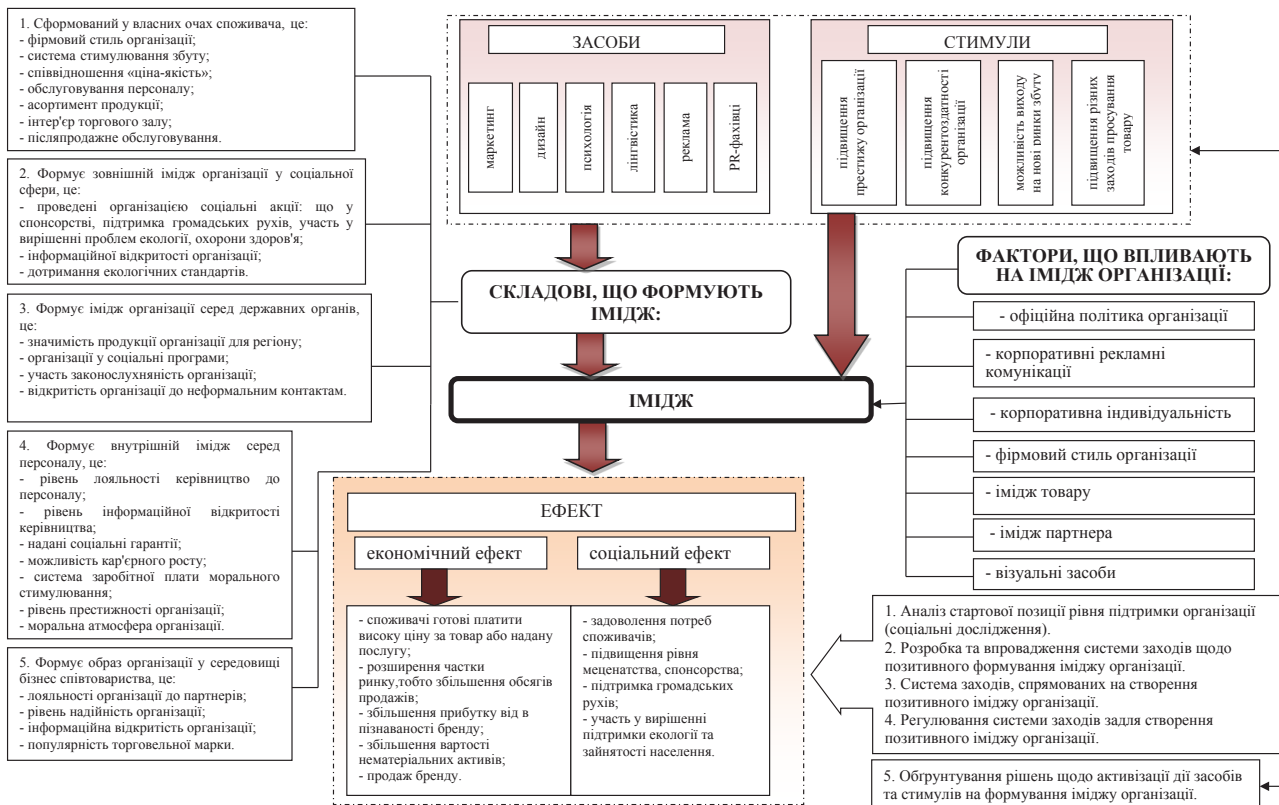 1. Сформований у власних очах споживача, це:
- фірмовий стиль організації;
- система стимулювання збуту;
- співвідношення «ціна-якість»;
- обслуговування персоналу;
- асортимент продукції;
- інтер'єр торгового залу;
- післяпродажне обслуговування.
2. Формує зовнішній імідж організації у соціальної
сфери, це:
- проведені організацією соціальні акції: що у
спонсорстві, підтримка громадських рухів, участь у
вирішенні проблем екології, охорони здоров'я;
- інформаційної відкритості організації;
- дотримання екологічних стандартів.
3. Формує імідж організації серед державних органів,
це:
- значимість продукції організації для регіону;
- організації у соціальні програми;
- участь законослухняність організації;
- відкритість організації до неформальним контактам.
4. Формує внутрішній імідж серед
персоналу, це:
- рівень лояльності керівництво до
персоналу;
- рівень інформаційної відкритості
керівництва;
- надані соціальні гарантії;
- можливість кар'єрного росту;
- система заробітної плати морального
стимулювання;
- рівень престижності організації;
- моральна атмосфера організації.
5. Формує образ організації у середовищі
бізнес співтовариства, це:
- лояльності організації до партнерів;
- рівень надійність організації;
- інформаційна відкритість організації;
- популярність торговельної марки.
ЗАСОБИ
маркетинг
дизайн
психологія
лінгвістика
реклама
PR-фахівці
СТИМУЛИ
підвищення
престижу організації
підвищення
конкурентоздатності
організації
можливість виходу
на нові ринки збуту
підвищення різних
заходів просування
товару
СКЛАДОВІ, ЩО ФОРМУЮТЬ
ІМІДЖ:
ІМІДЖ
ЕФЕКТ
економічний ефект
соціальний ефект
- споживачі готові платити
високу ціну за товар або надану
послугу;
- розширення частки
ринку,тобто збільшення обсягів
продажів;
- збільшення прибутку від в
пізнаваності бренду;
- збільшення вартості
нематеріальних активів;
- продаж бренду.
- задоволення потреб
споживачів;
- підвищення рівня
меценатства, спонсорства;
- підтримка громадських
рухів;
- участь у вирішенні
підтримки екології та
зайнятості населення.
ФАКТОРИ, ЩО ВПЛИВАЮТЬ
НА ІМІДЖ ОРГАНІЗАЦІЇ:
- офіційна політика організації
- корпоративні рекламні
комунікації
- корпоративна індивідуальність
- фірмовий стиль організації
- імідж товару
- імідж партнера
- візуальні засоби
1. Аналіз стартової позиції рівня підтримки організації
(соціальні дослідження).
2. Розробка та впровадження системи заходів щодо
позитивного формування іміджу організації.
3. Система заходів, спрямованих на створення
позитивного іміджу організації.
4. Регулювання системи заходів задля створення
позитивного іміджу організації.
5. Обґрунтування рішень щодо активізації дії засобів
та стимулів на формування іміджу організації.